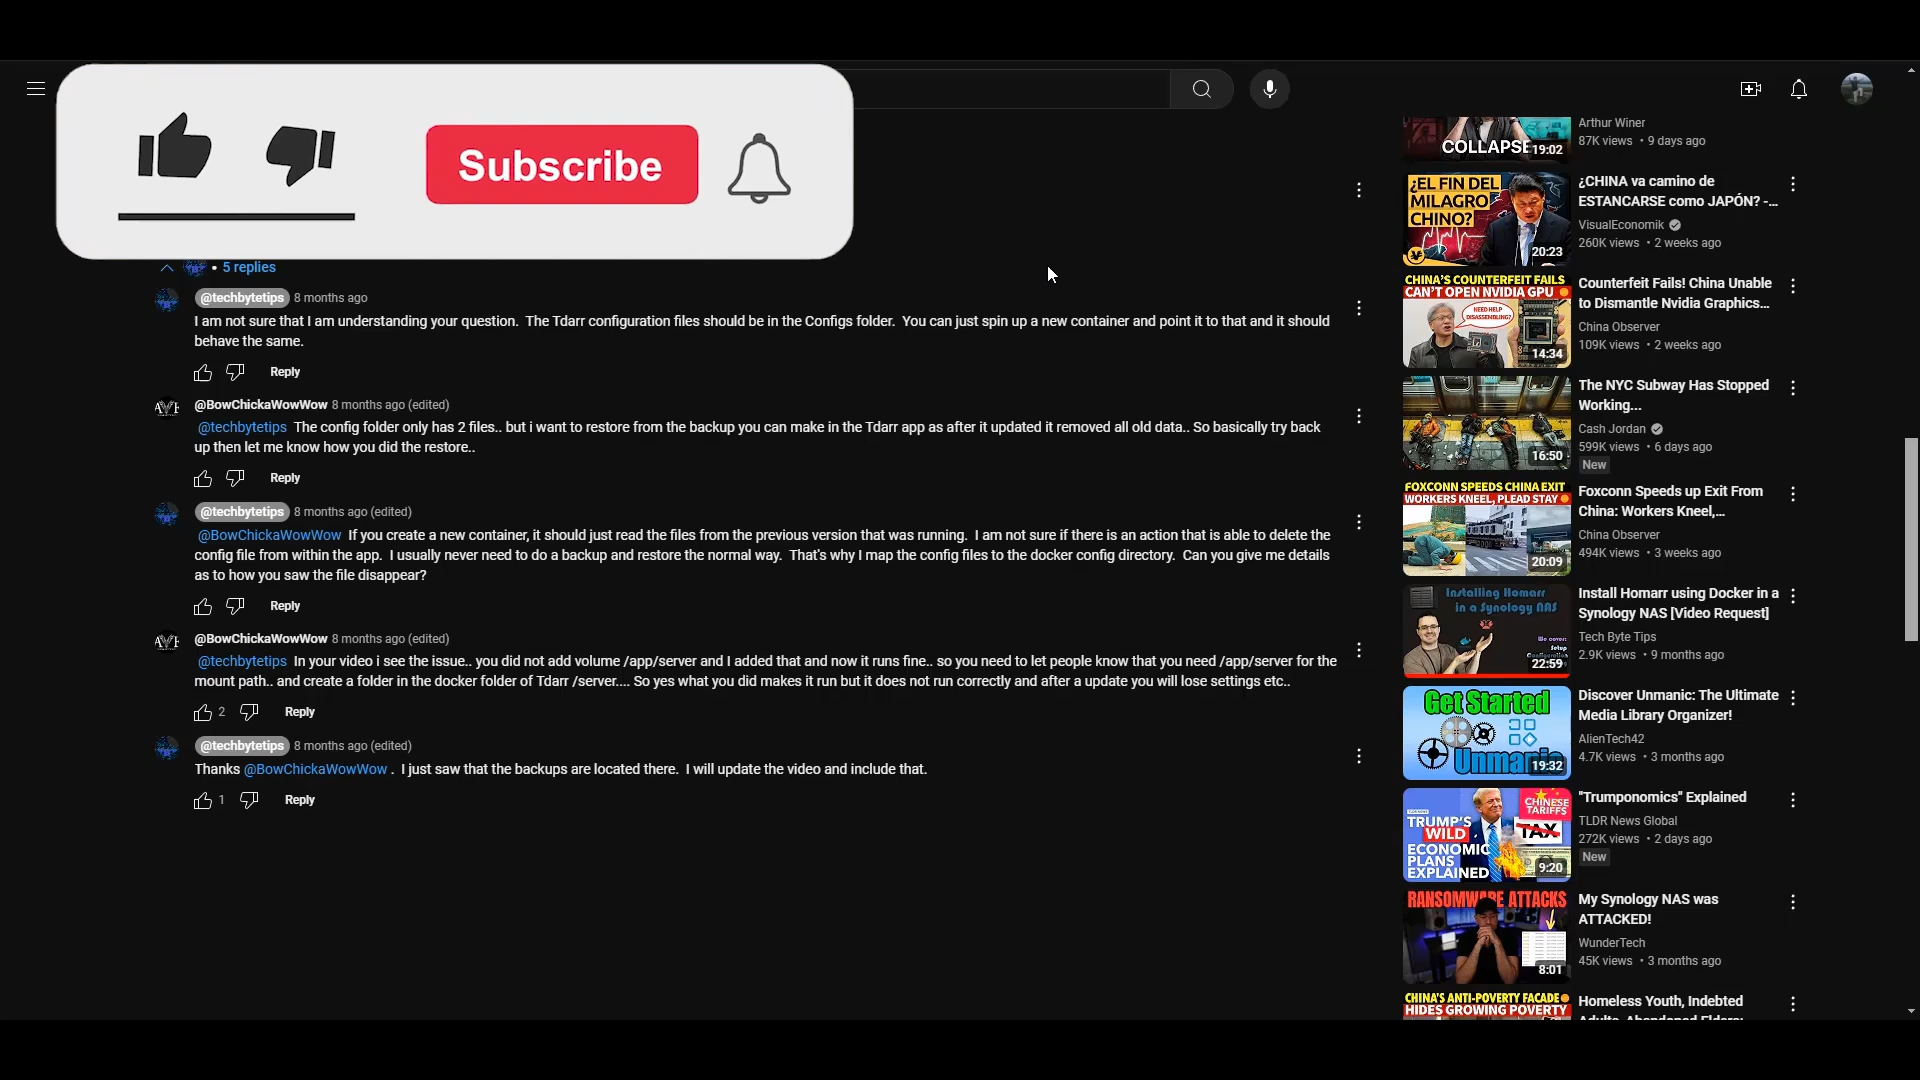 Subscribe
5 replies
@techbytetips 8 months ago
I am not sure that I am understanding your question. The Tdarr configuration files should be in the Configs folder. You can just spin up a new container and point it to that and it should
behave the same.
Reply
@BowChickaWowWow 8 months ago (edited)
@techbytetips The config folder only has 2 files.. but i want to restore from the backup you can make in the Tdarr app as after it updated it removed all old data.. So basically try back
up then let me know how you did the restore..
Reply
@techbytetips 8 months ago (edited)
@BowChickaWowWow If you create a new container, it should just read the files from the previous version that was running. I am not sure if there is an action that is able to delete the
config file from within the app. I usually never need to do a backup and restore the normal way. That's why I map the config files to the docker config directory. Can you give me details
as to how you saw the file disappear?
Reply
@BowChickaWowWow 8 months ago (edited)
@techbytetips In your video i see the issue.. you did not add volume /app/server and I added that and now it runs fine.. so you need to let people know that you need /app/server for the
mount path.. and create a folder in the docker folder of Tdarr /server.... So yes what you did makes it run but it does not run correctly and after a update you will lose settings etc..
2 Reply
@techbytetips 8 months ago (edited)
Thanks @BowChickaWowWow . I just saw that the backups are located there. I will update the video and include that.
1 Reply
COLLAPSE
19:02
Arthur Winer
87K views • 9 days ago
¿EL FIN DEL
MILAGRO
CHINO?
20:23
¿CHINA va camino de
ESTANCARSE como JAPÓN? -...
VisualEconomik
260K views • 2 weeks ago
CHINA'S COUNTERFEIT FAILS
CAN'T OPEN NVIDIA GPU
NEED HELP
DISASSEMBLING?
14:34
Counterfeit Fails! China Unable
to Dismantle Nvidia Graphics...
China Observer
109K views • 2 weeks ago
16:50
The NYC Subway Has Stopped
Working...
Cash Jordan
599K views • 6 days ago
New
FOXCONN SPEEDS CHINA EXIT
WORKERS KNEEL, PLEAD STAY
20:09
Foxconn Speeds up Exit From
China: Workers Kneel,...
China Observer
494K views • 3 weeks ago
Installing Homarr
in a Synology NAS
We cover:
Setup
22:59
Install Homarr using Docker in a
Synology NAS [Video Request]
Tech Byte Tips
2.9K views • 9 months ago
Get Started
Unmanic
19:32
Discover Unmanic: The Ultimate
Media Library Organizer!
AlienTech42
4.7K views • 3 months ago
TRUMP'S
WILD
ECONOMIC
PLANS
EXPLAINED
CHINESE
TARIFFS
TAX
9:20
"Trumponomics" Explained
TLDR News Global
272K views • 2 days ago
New
RANSOMWARE ATTACKS
8:01
My Synology NAS was
ATTACKED!
WunderTech
45K views • 3 months ago
CHINA'S ANTI-POVERTY FACADE
HIDES GROWING POVERTY
Homeless Youth, Indebted